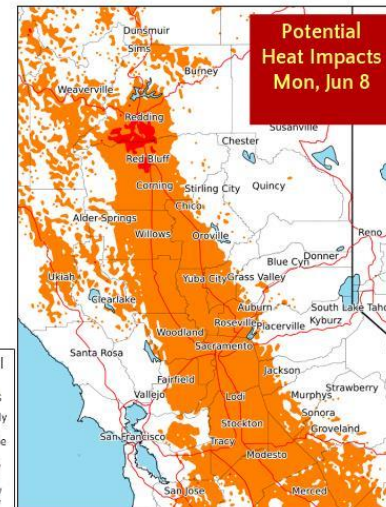 Potential
Heat Impacts
Mon, Jun 8
Dunsmuir
Sims
Burney
Weaverville
Redding
Susanville
Chester
Red Bluff
Corning
Stirling City
Quincy
Chico
Alder Springs
Willows
Oroville
Reno
Donner
Blue Cyn
Ukiah
Yuba City
Grass Valley
Clearlake
Auburn
South Lake Taho
Roseville
Placerville
Kyburz
Woodland
Sacramento
Santa Rosa
Jackson
Fairfield
Strawberry
Vallejo
Lodi
Murphys
Sonora
Stockton
Groveland
San Francisco
Tracy
Modesto
San Jose
Merced